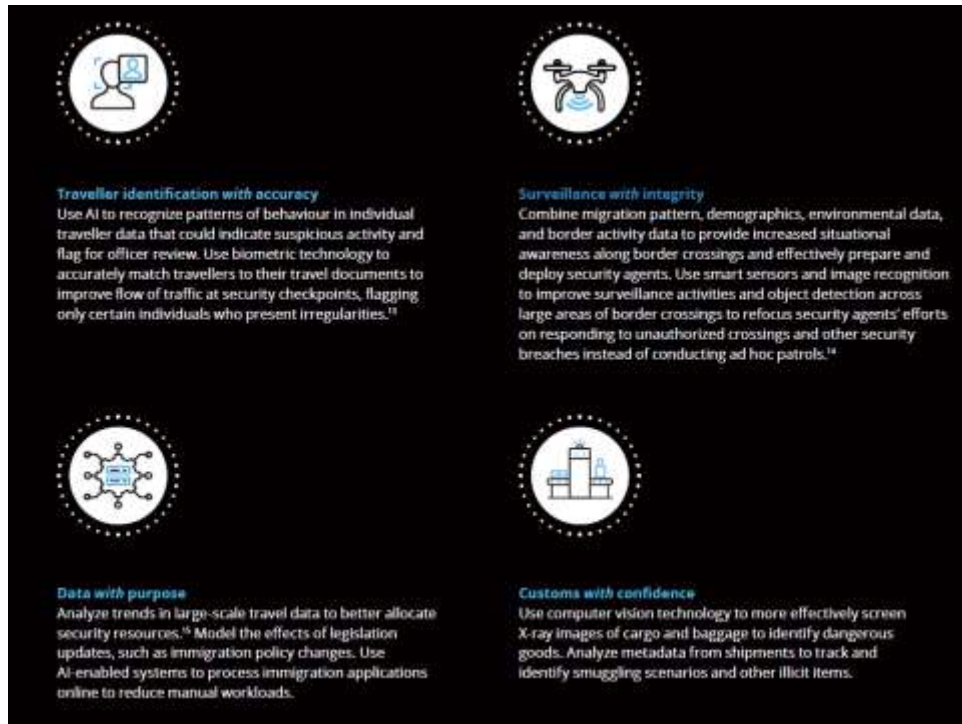 Traveller identification with accuracy
Use AI to recognize patterns of behaviour in individual
traveller data that could indicate suspicious activity and
flag for officer review. Use biometric technology to
accurately match travellers to their travel documents to
improve flow of traffic at security checkpoints, flagging
only certain individuals who present irregularities.¹³
Surveillance with integrity
Combine migration pattern, demographics, environmental data,
and border activity data to provide increased situational
awareness along border crossings and effectively prepare and
deploy security agents. Use smart sensors and image recognition
to improve surveillance activities and object detection across
large areas of border crossings to refocus security agents' efforts
on responding to unauthorized crossings and other security
breaches instead of conducting ad hoc patrols.¹⁴
Data with purpose
Analyze trends in large-scale travel data to better allocate
security resources.¹⁵ Model the effects of legislation
updates, such as immigration policy changes. Use
AI-enabled systems to process immigration applications
online to reduce manual workloads.
Customs with confidence
Use computer vision technology to more effectively screen
X-ray images of cargo and baggage to identify dangerous
goods. Analyze metadata from shipments to track and
identify smuggling scenarios and other illicit items.